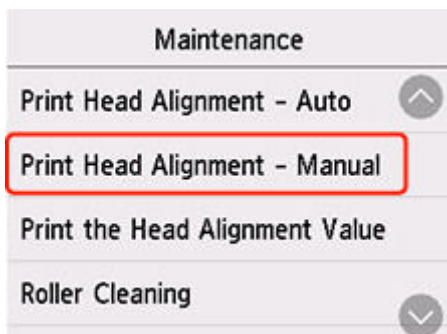 Maintenance
Print Head Alignment - Auto
Print Head Alignment - Manual
Print the Head Alignment Value
Roller Cleaning